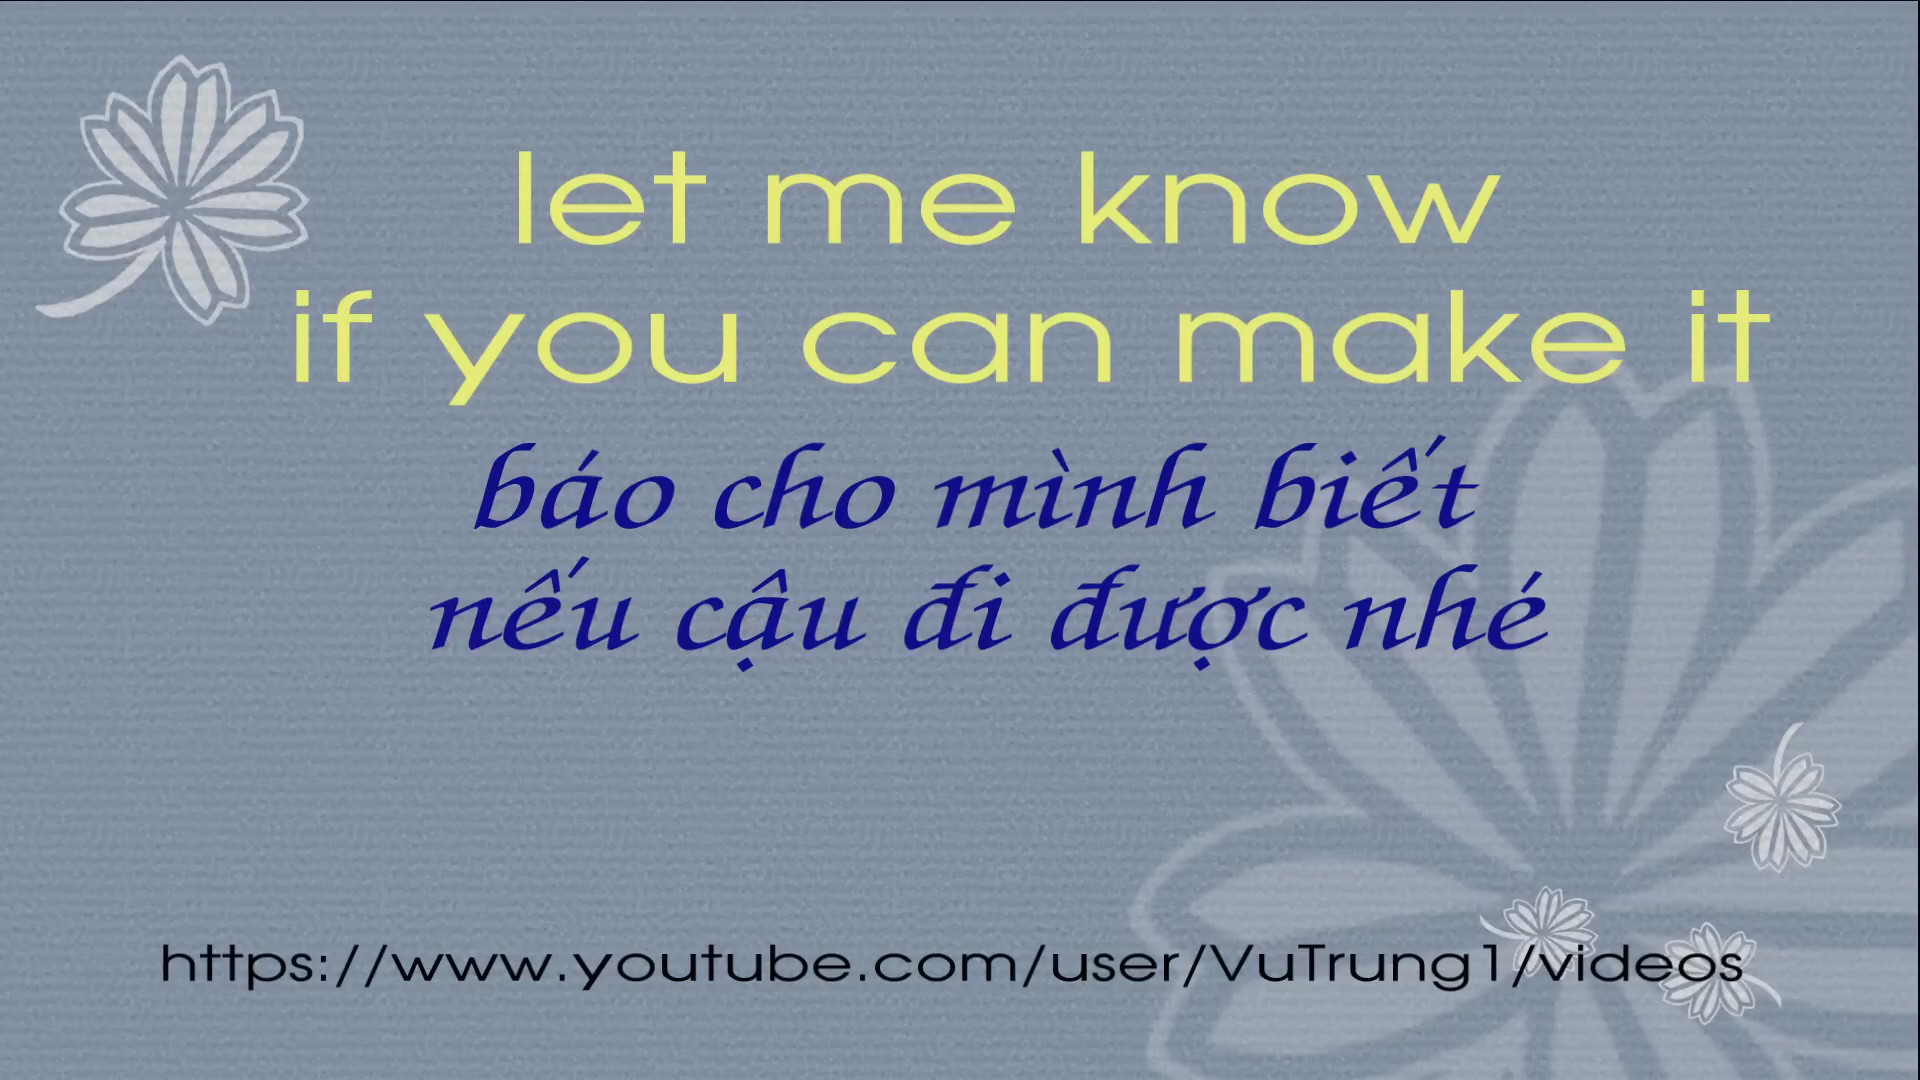 let me know
if you can make it
báo cho mình biết
nếu cậu đi được nhé
https://www.youtube.com/user/VuTrung1/videos